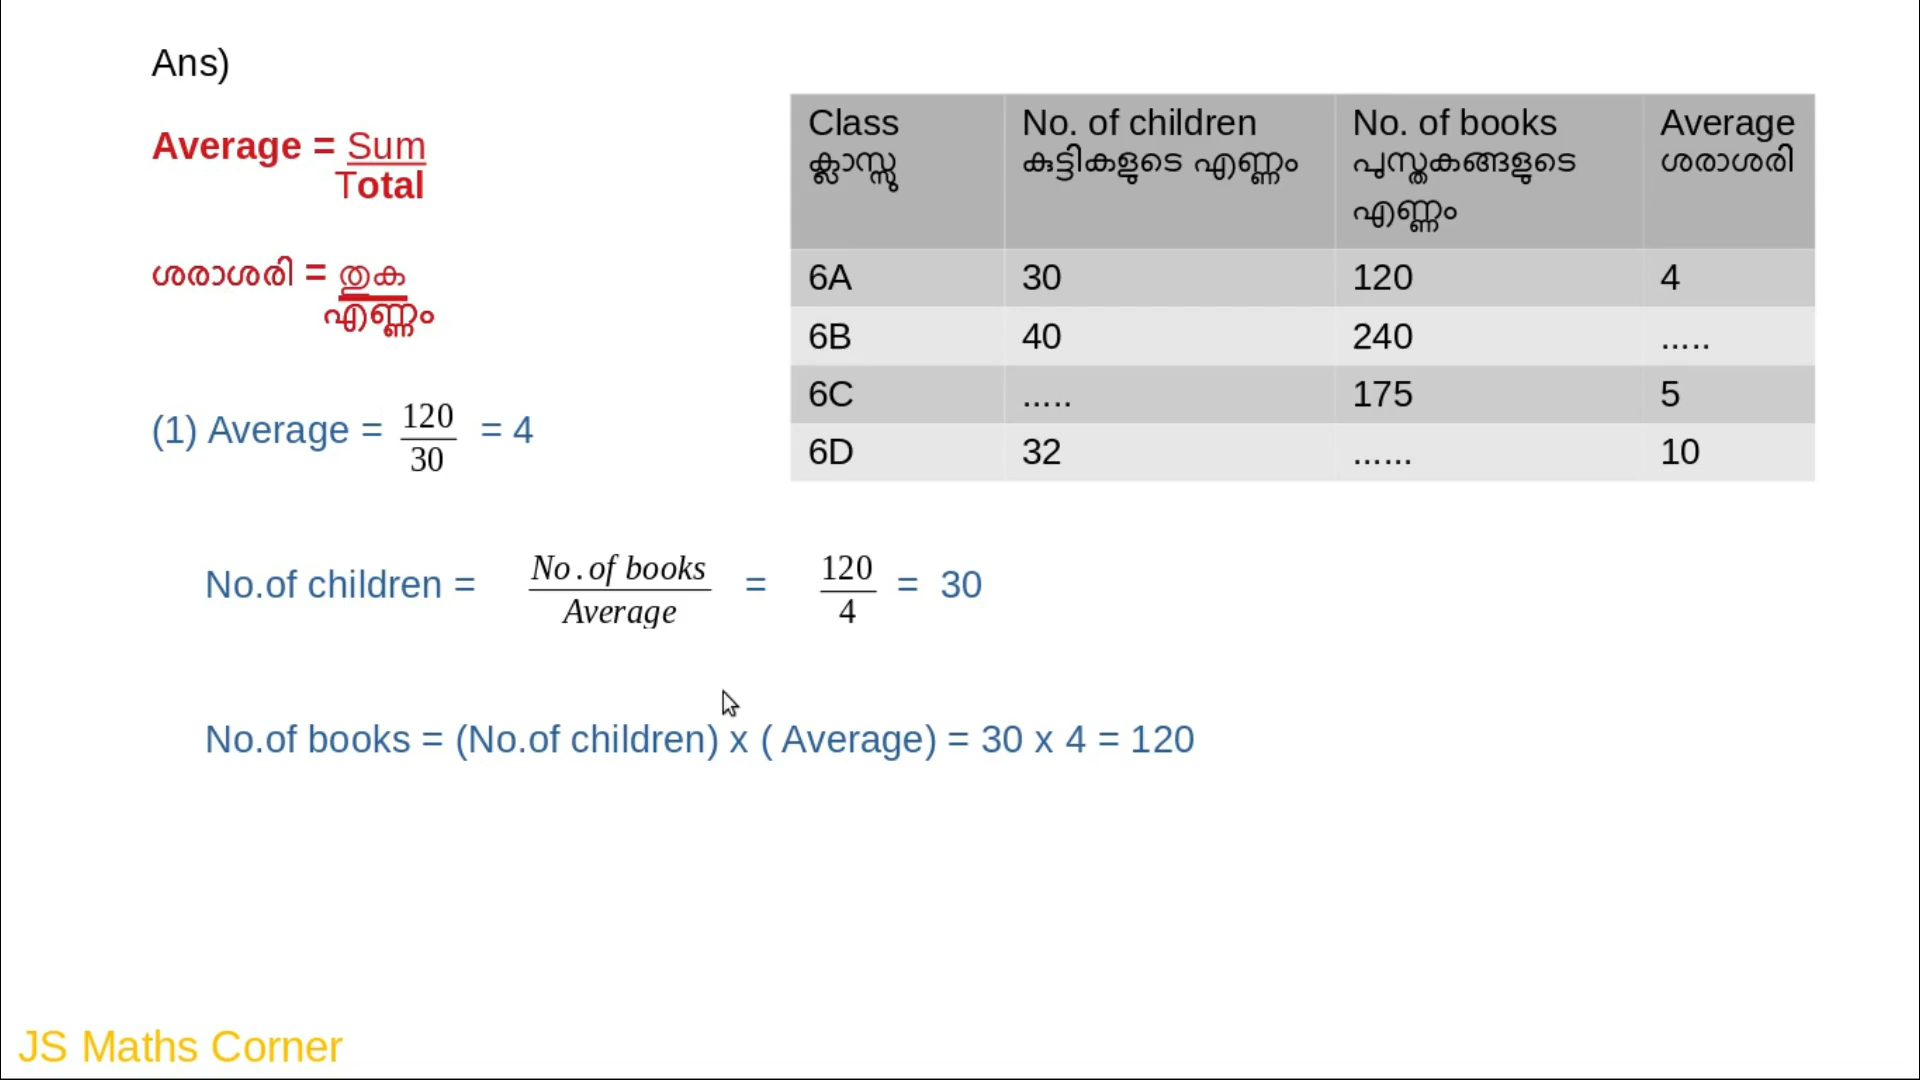 Ans)
Average = Sum
Total
ശരാശരി = തുക
എണ്ണം
Class No. of children No. of books Average
ക്ലാസ്സ് കുട്ടികളുടെ എണ്ണം പുസ്തകങ്ങളുടെ ശരാശരി
എണ്ണം
6A 30 120 4
6B 40 240 .....
6C ..... 175 5
6D 32 ...... 10
(1) Average = 120/30 = 4
No.of children = No.of books/Average = 120/4 = 30
No.of books = (No.of children) x ( Average) = 30 x 4 = 120
JS Maths Corner